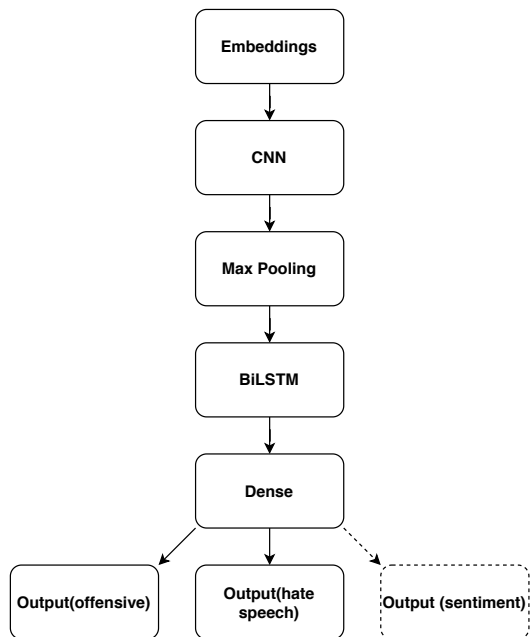 Embeddings
CNN
Max Pooling
BiLSTM
Dense
Output(offensive)
Output(hate
speech)
Output (sentiment)